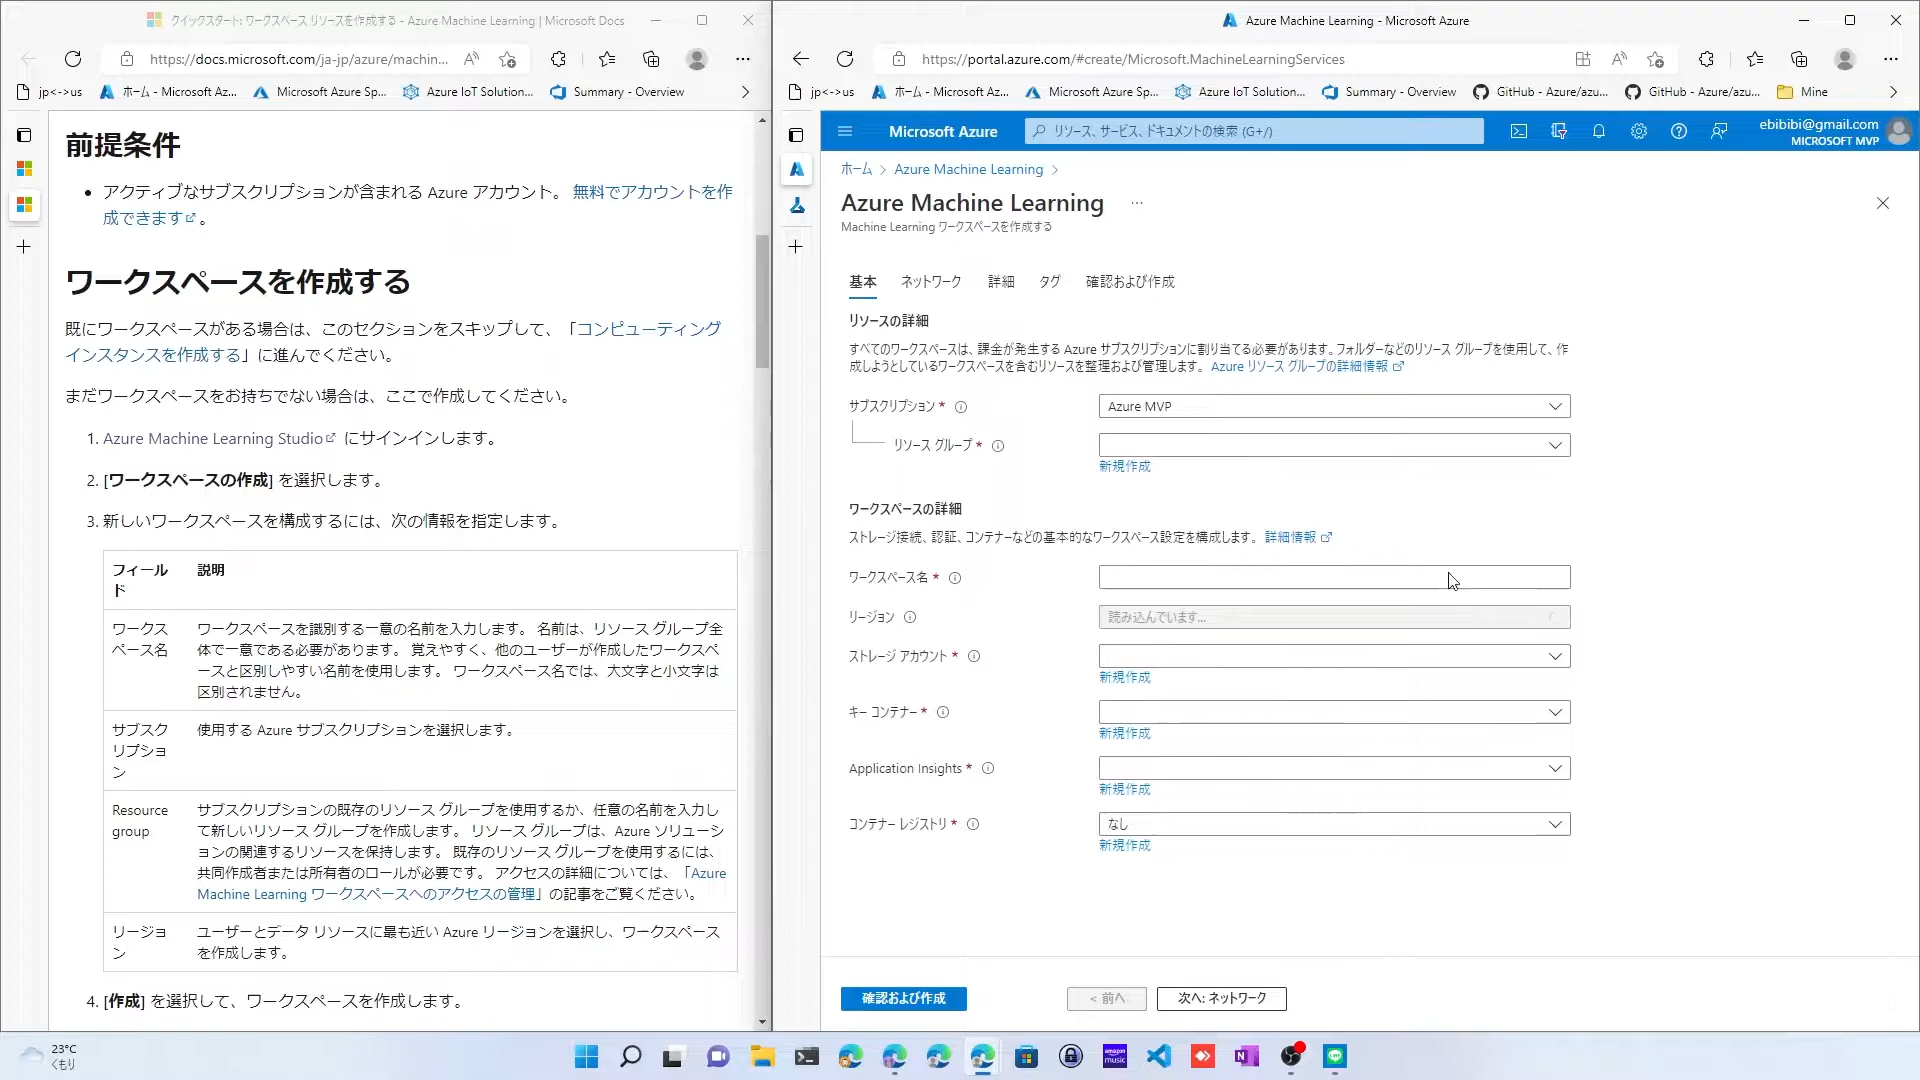 クイックスタート: ワークスペース リソースを作成する - Azure Machine Learning | Microsoft Docs
https://docs.microsoft.com/ja-jp/azure/machin...
jp<->us
ホーム - Microsoft Az...
Microsoft Azure Sp...
Azure IoT Solution...
Summary - Overview
前提条件
アクティブなサブスクリプションが含まれる Azure アカウント。 無料でアカウントを作
成できます。
ワークスペースを作成する
既にワークスペースがある場合は、このセクションをスキップして、「コンピューティング
インスタンスを作成する」に進んでください。
まだワークスペースをお持ちでない場合は、ここで作成してください。
1. Azure Machine Learning Studio にサインインします。
2. [ワークスペースの作成] を選択します。
3. 新しいワークスペースを構成するには、次の情報を指定します。
フィール
ド
説明
ワークス
ペース名
ワークスペースを識別する一意の名前を入力します。 名前は、リソース グループ全
体で一意である必要があります。 覚えやすく、他のユーザーが作成したワークスペ
ースと区別しやすい名前を使用します。 ワークスペース名では、大文字と小文字は
区別されません。
サブスク
リプショ
ン
使用する Azure サブスクリプションを選択します。
Resource
group
サブスクリプションの既存のリソース グループを使用するか、任意の名前を入力し
て新しいリソース グループを作成します。 リソース グループは、Azure ソリューシ
ョンの関連するリソースを保持します。 既存のリソース グループを使用するには、
共同作成者または所有者のロールが必要です。 アクセスの詳細については、「Azure
Machine Learning ワークスペースへのアクセスの管理」の記事をご覧ください。
リージョ
ン
ユーザーとデータ リソースに最も近い Azure リージョンを選択し、ワークスペース
を作成します。
4. [作成] を選択して、ワークスペースを作成します。
Azure Machine Learning - Microsoft Azure
https://portal.azure.com/#create/Microsoft.MachineLearningServices
jp<->us
ホーム - Microsoft Az...
Microsoft Azure Sp...
Azure IoT Solution...
Summary - Overview
GitHub - Azure/azu...
GitHub - Azure/azu...
Mine
Microsoft Azure
リソース、サービス、ドキュメントの検索 (G+/)
ebibibi@gmail.com
MICROSOFT MVP
ホーム > Azure Machine Learning >
Azure Machine Learning ...
Machine Learning ワークスペースを作成する
基本
ネットワーク
詳細
タグ
確認および作成
リソースの詳細
すべてのワークスペースは、課金が発生する Azure サブスクリプションに割り当てる必要があります。フォルダーなどのリソース グループを使用して、作
成しようとしているワークスペースを含むリソースを整理および管理します。 Azure リソース グループの詳細情報
サブスクリプション *
Azure MVP
リソース グループ *
新規作成
ワークスペースの詳細
ストレージ接続、認証、コンテナーなどの基本的なワークスペース設定を構成します。 詳細情報
ワークスペース名 *
リージョン
読み込んでいます...
ストレージ アカウント *
新規作成
キー コンテナー *
新規作成
Application Insights *
新規作成
コンテナー レジストリ *
なし
新規作成
確認および作成
< 前へ
次へ: ネットワーク
23°C
くもり
amazon
music